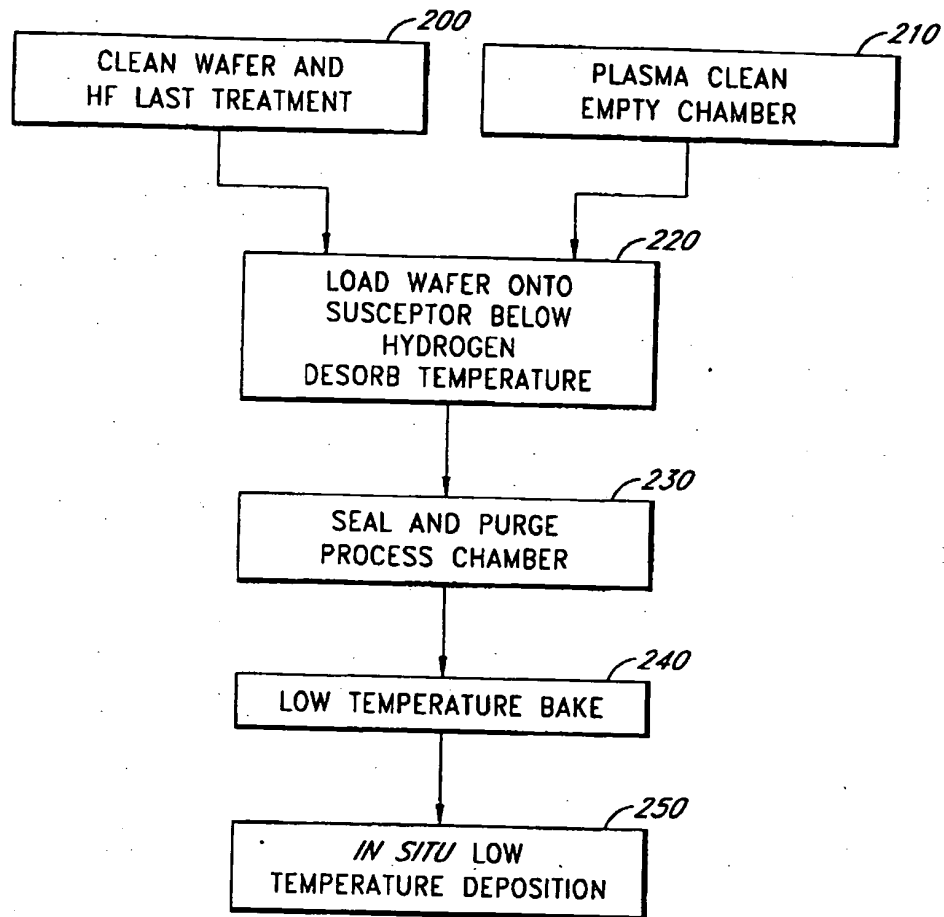 200
CLEAN WAFER AND
HF LAST TREATMENT
210
PLASMA CLEAN
EMPTY CHAMBER
220
LOAD WAFER ONTO
SUSCEPTOR BELOW
HYDROGEN
DESORB TEMPERATURE
230
SEAL AND PURGE
PROCESS CHAMBER
240
LOW TEMPERATURE BAKE
250
IN SITU LOW
TEMPERATURE DEPOSITION